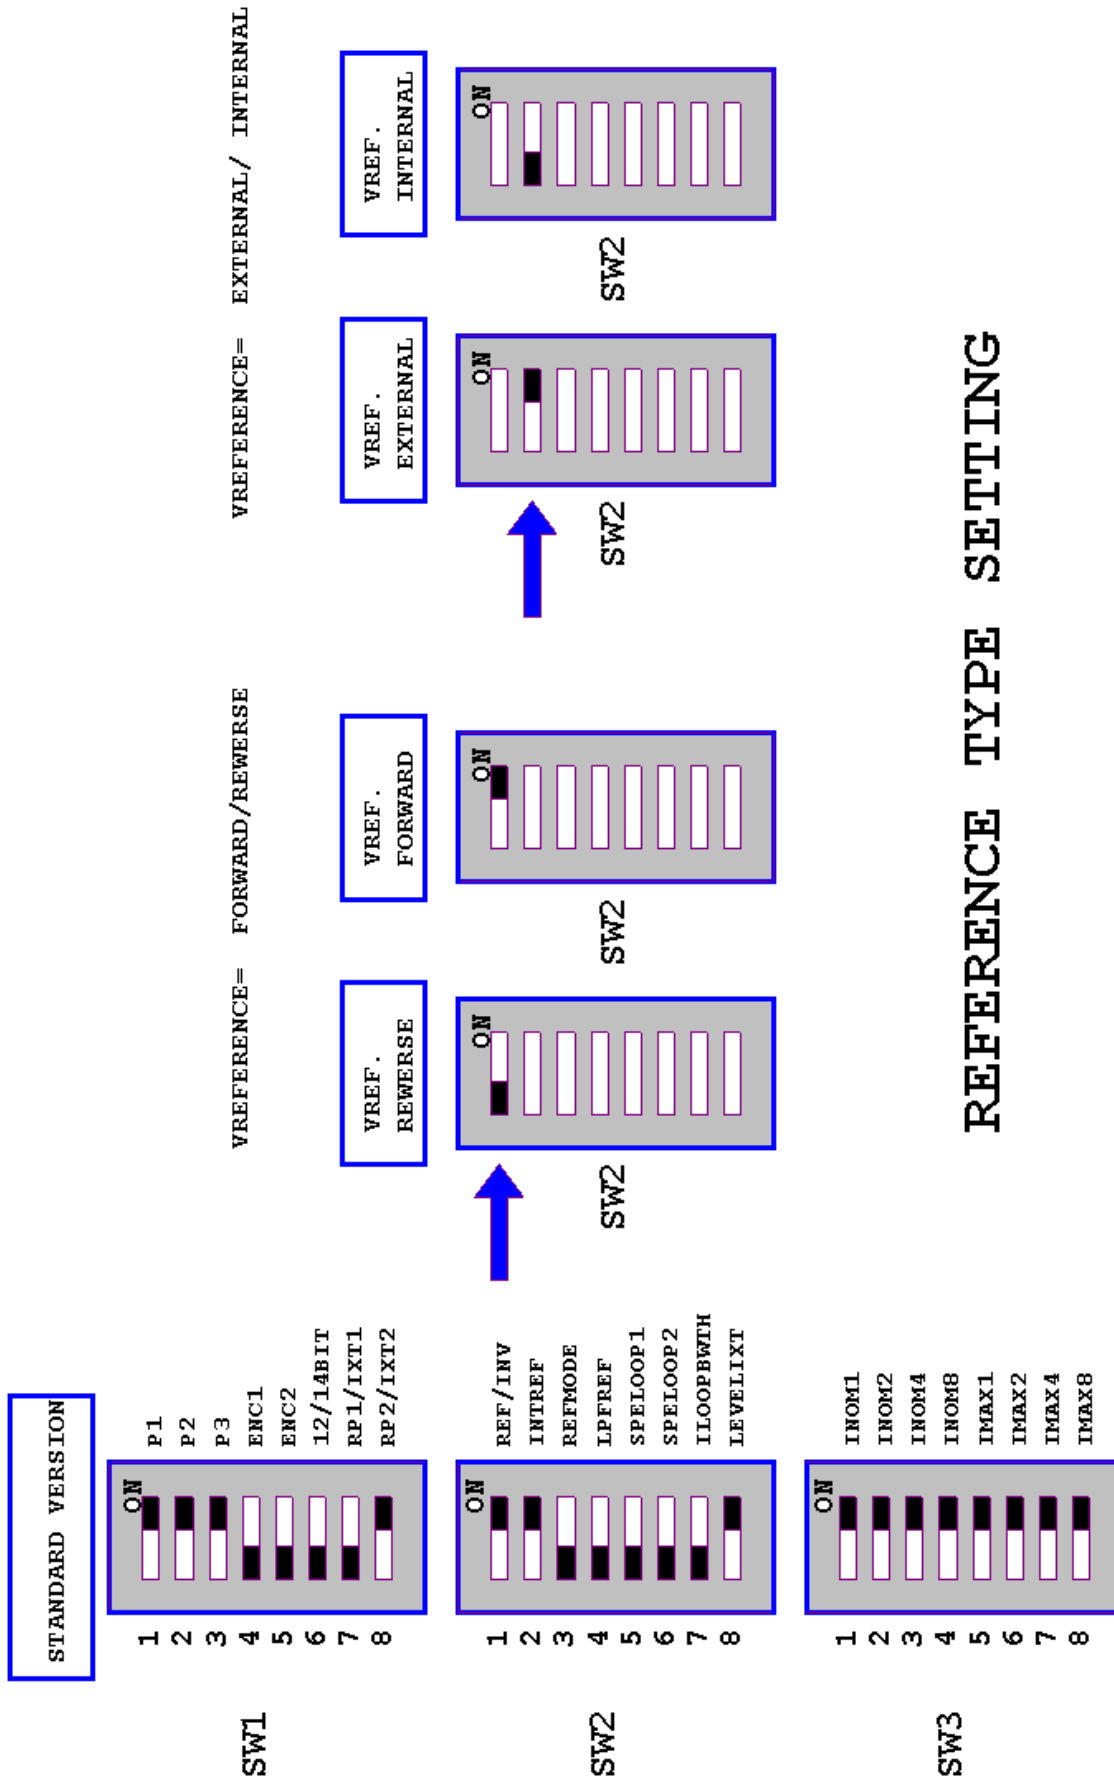 STANDARD VERSION
SW1
ON
1 P1
2 P2
3 P3
4 ENC1
5 ENC2
6 12/14BIT
7 RP1/IXT1
8 RP2/IXT2
SW2
ON
1 REF/INV
2 INTREF
3 REFMODE
4 LPFREF
5 SPELOOP1
6 SPELOOP2
7 ILOOPBWTH
8 LEVELIXT
SW3
ON
1 INOM1
2 INOM2
3 INOM4
4 INOM8
5 IMAX1
6 IMAX2
7 IMAX4
8 IMAX8
VREFERENCE= FORWARD/REWERSE
VREF.
REWERSE
ON
SW2
VREF.
FORWARD
ON
SW2
VREFERENCE= EXTERNAL/ INTERNAL
VREF.
EXTERNAL
ON
SW2
VREF.
INTERNAL
ON
SW2
REFERENCE TYPE SETTING